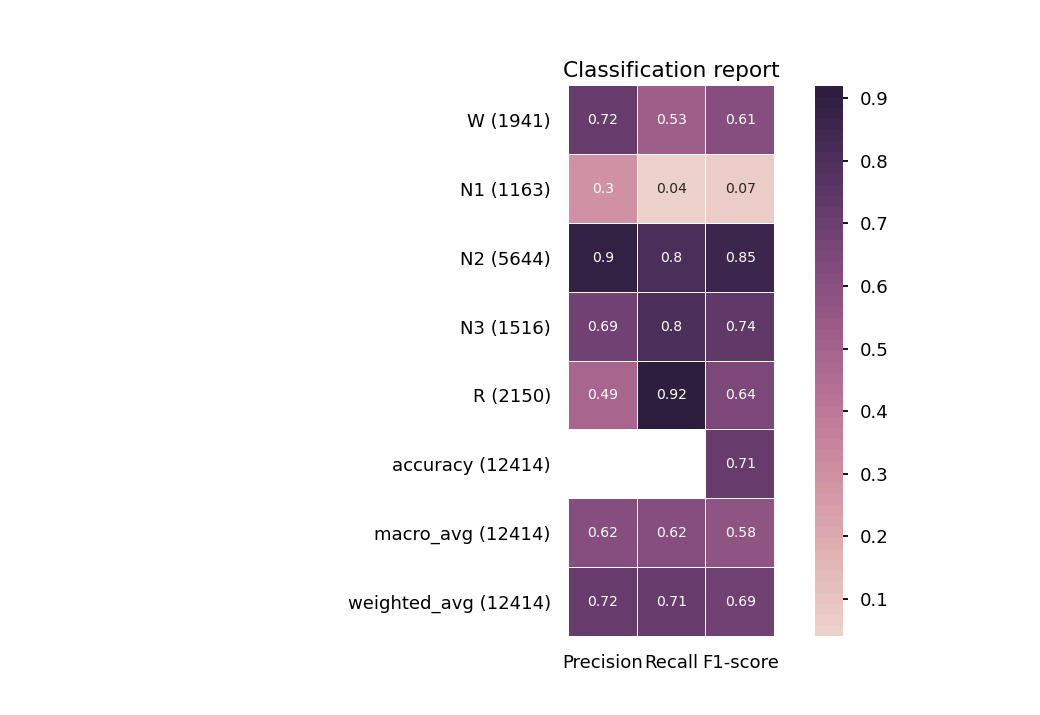 Classification report
W (1941) 0.72 0.53 0.61
N1 (1163) 0.3 0.04 0.07
N2 (5644) 0.9 0.8 0.85
N3 (1516) 0.69 0.8 0.74
R (2150) 0.49 0.92 0.64
accuracy (12414) 0.71
macro_avg (12414) 0.62 0.62 0.58
weighted_avg (12414) 0.72 0.71 0.69
Precision Recall F1-score
0.9
0.8
0.7
0.6
0.5
0.4
0.3
0.2
0.1